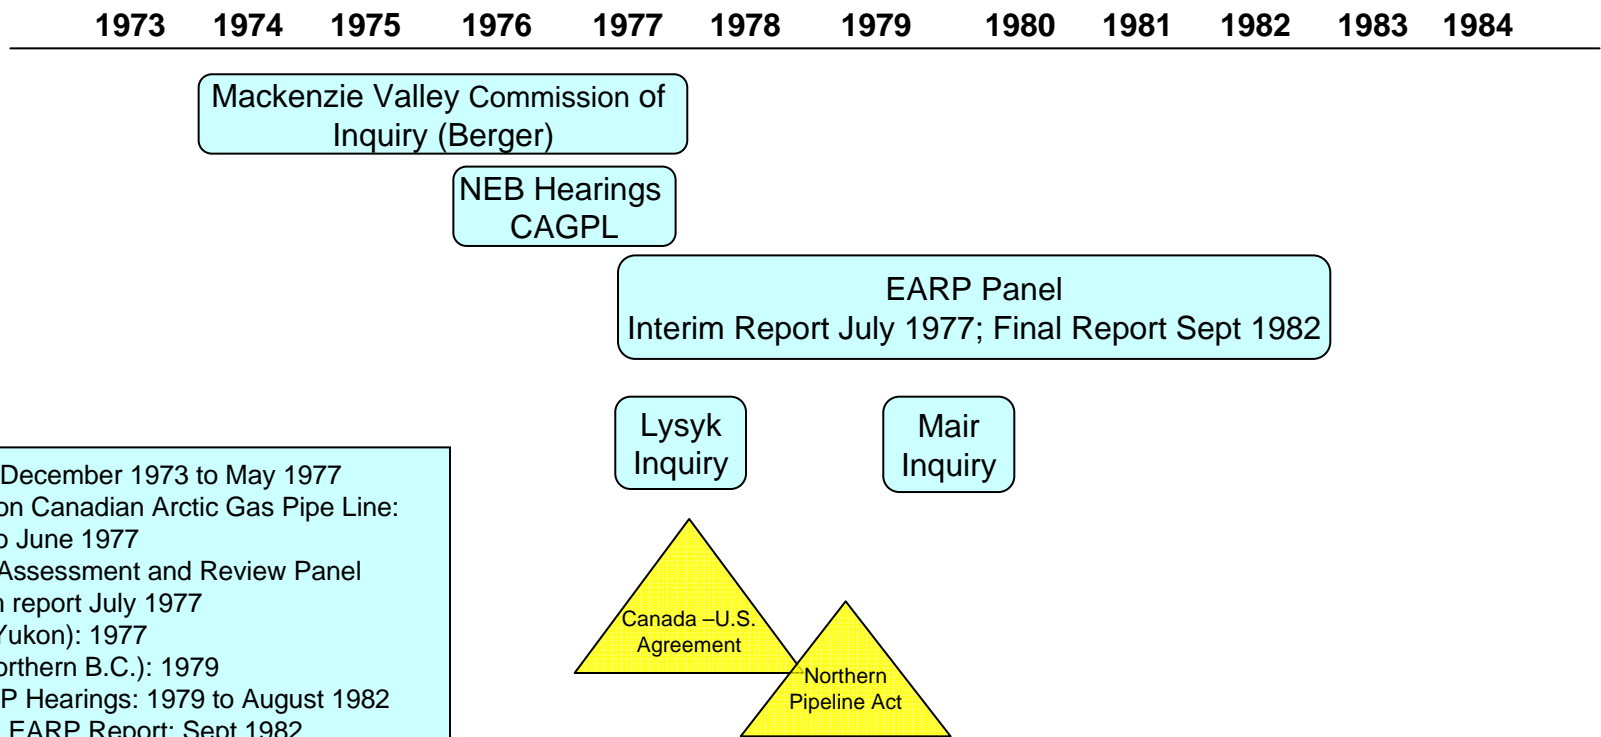 1973 1974 1975 1976 1977 1978 1979 1980 1981 1982 1983 1984
Mackenzie Valley Commission of
Inquiry (Berger)
NEB Hearings
CAGPL
EARP Panel
Interim Report July 1977; Final Report Sept 1982
Lysyk
Inquiry
Mair
Inquiry
December 1973 to May 1977
on Canadian Arctic Gas Pipe Line:
June 1977
Assessment and Review Panel
report July 1977
Yukon): 1977
B.C.): 1979
Hearings: 1979 to August 1982
EARP Report: Sept 1982
Canada –U.S.
Agreement
Northern
Pipeline Act